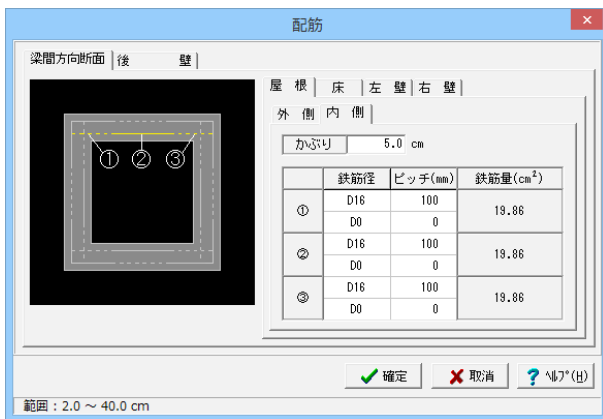 配筋
梁間方向断面 後 壁
屋 根 床 左 壁 右 壁
外 側 内 側
かぶり 5.0 cm
① ② ③
鉄筋径 ピッチ(mm) 鉄筋量(cm²)
① D16 100 19.86
D0 0
② D16 100 19.86
D0 0
③ D16 100 19.86
D0 0
確定 取消 ? ﾍﾙﾌﾟ(H)
範囲：2.0 ～ 40.0 cm